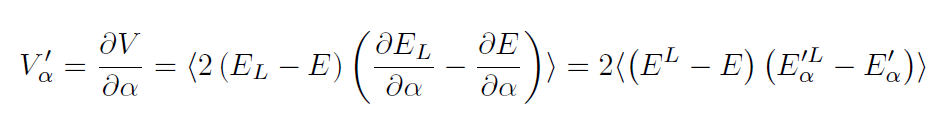 V'_α = ∂V/∂α = ⟨2 (E_L − E) (∂E_L/∂α − ∂E/∂α)⟩ = 2⟨(E^L − E) (E'^L_α − E'_α)⟩